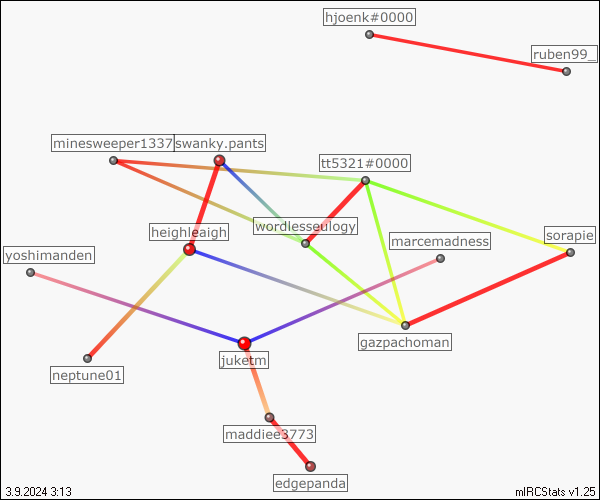 hjoenk#0000
ruben99_
minesweeper1337
swanky.pants
tt5321#0000
wordlesseulogy
heighleaigh
marcemadness
sorapie
yoshimanden
gazpachoman
juketm
neptune01
maddiee3773
edgepanda
3.9.2024 3:13
mIRCStats v1.25